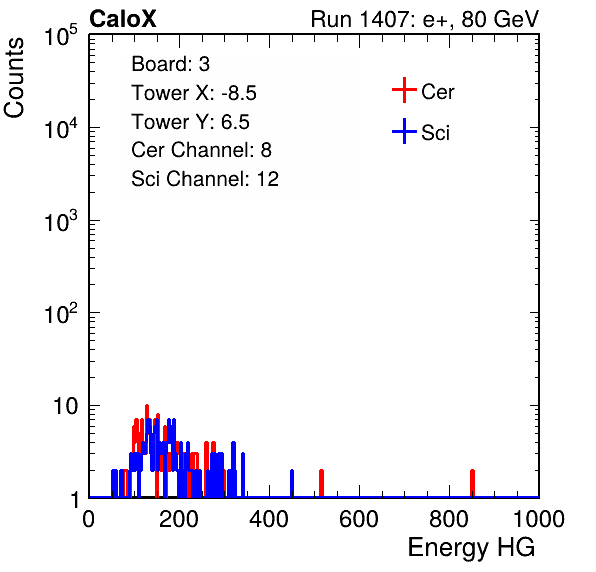 CaloX Run 1407: e+, 80 GeV
Counts
10^5
10^4
10^3
10^2
10
1
Board: 3
Tower X: -8.5
Tower Y: 6.5
Cer Channel: 8
Sci Channel: 12
Cer
Sci
0 200 400 600 800 1000
Energy HG